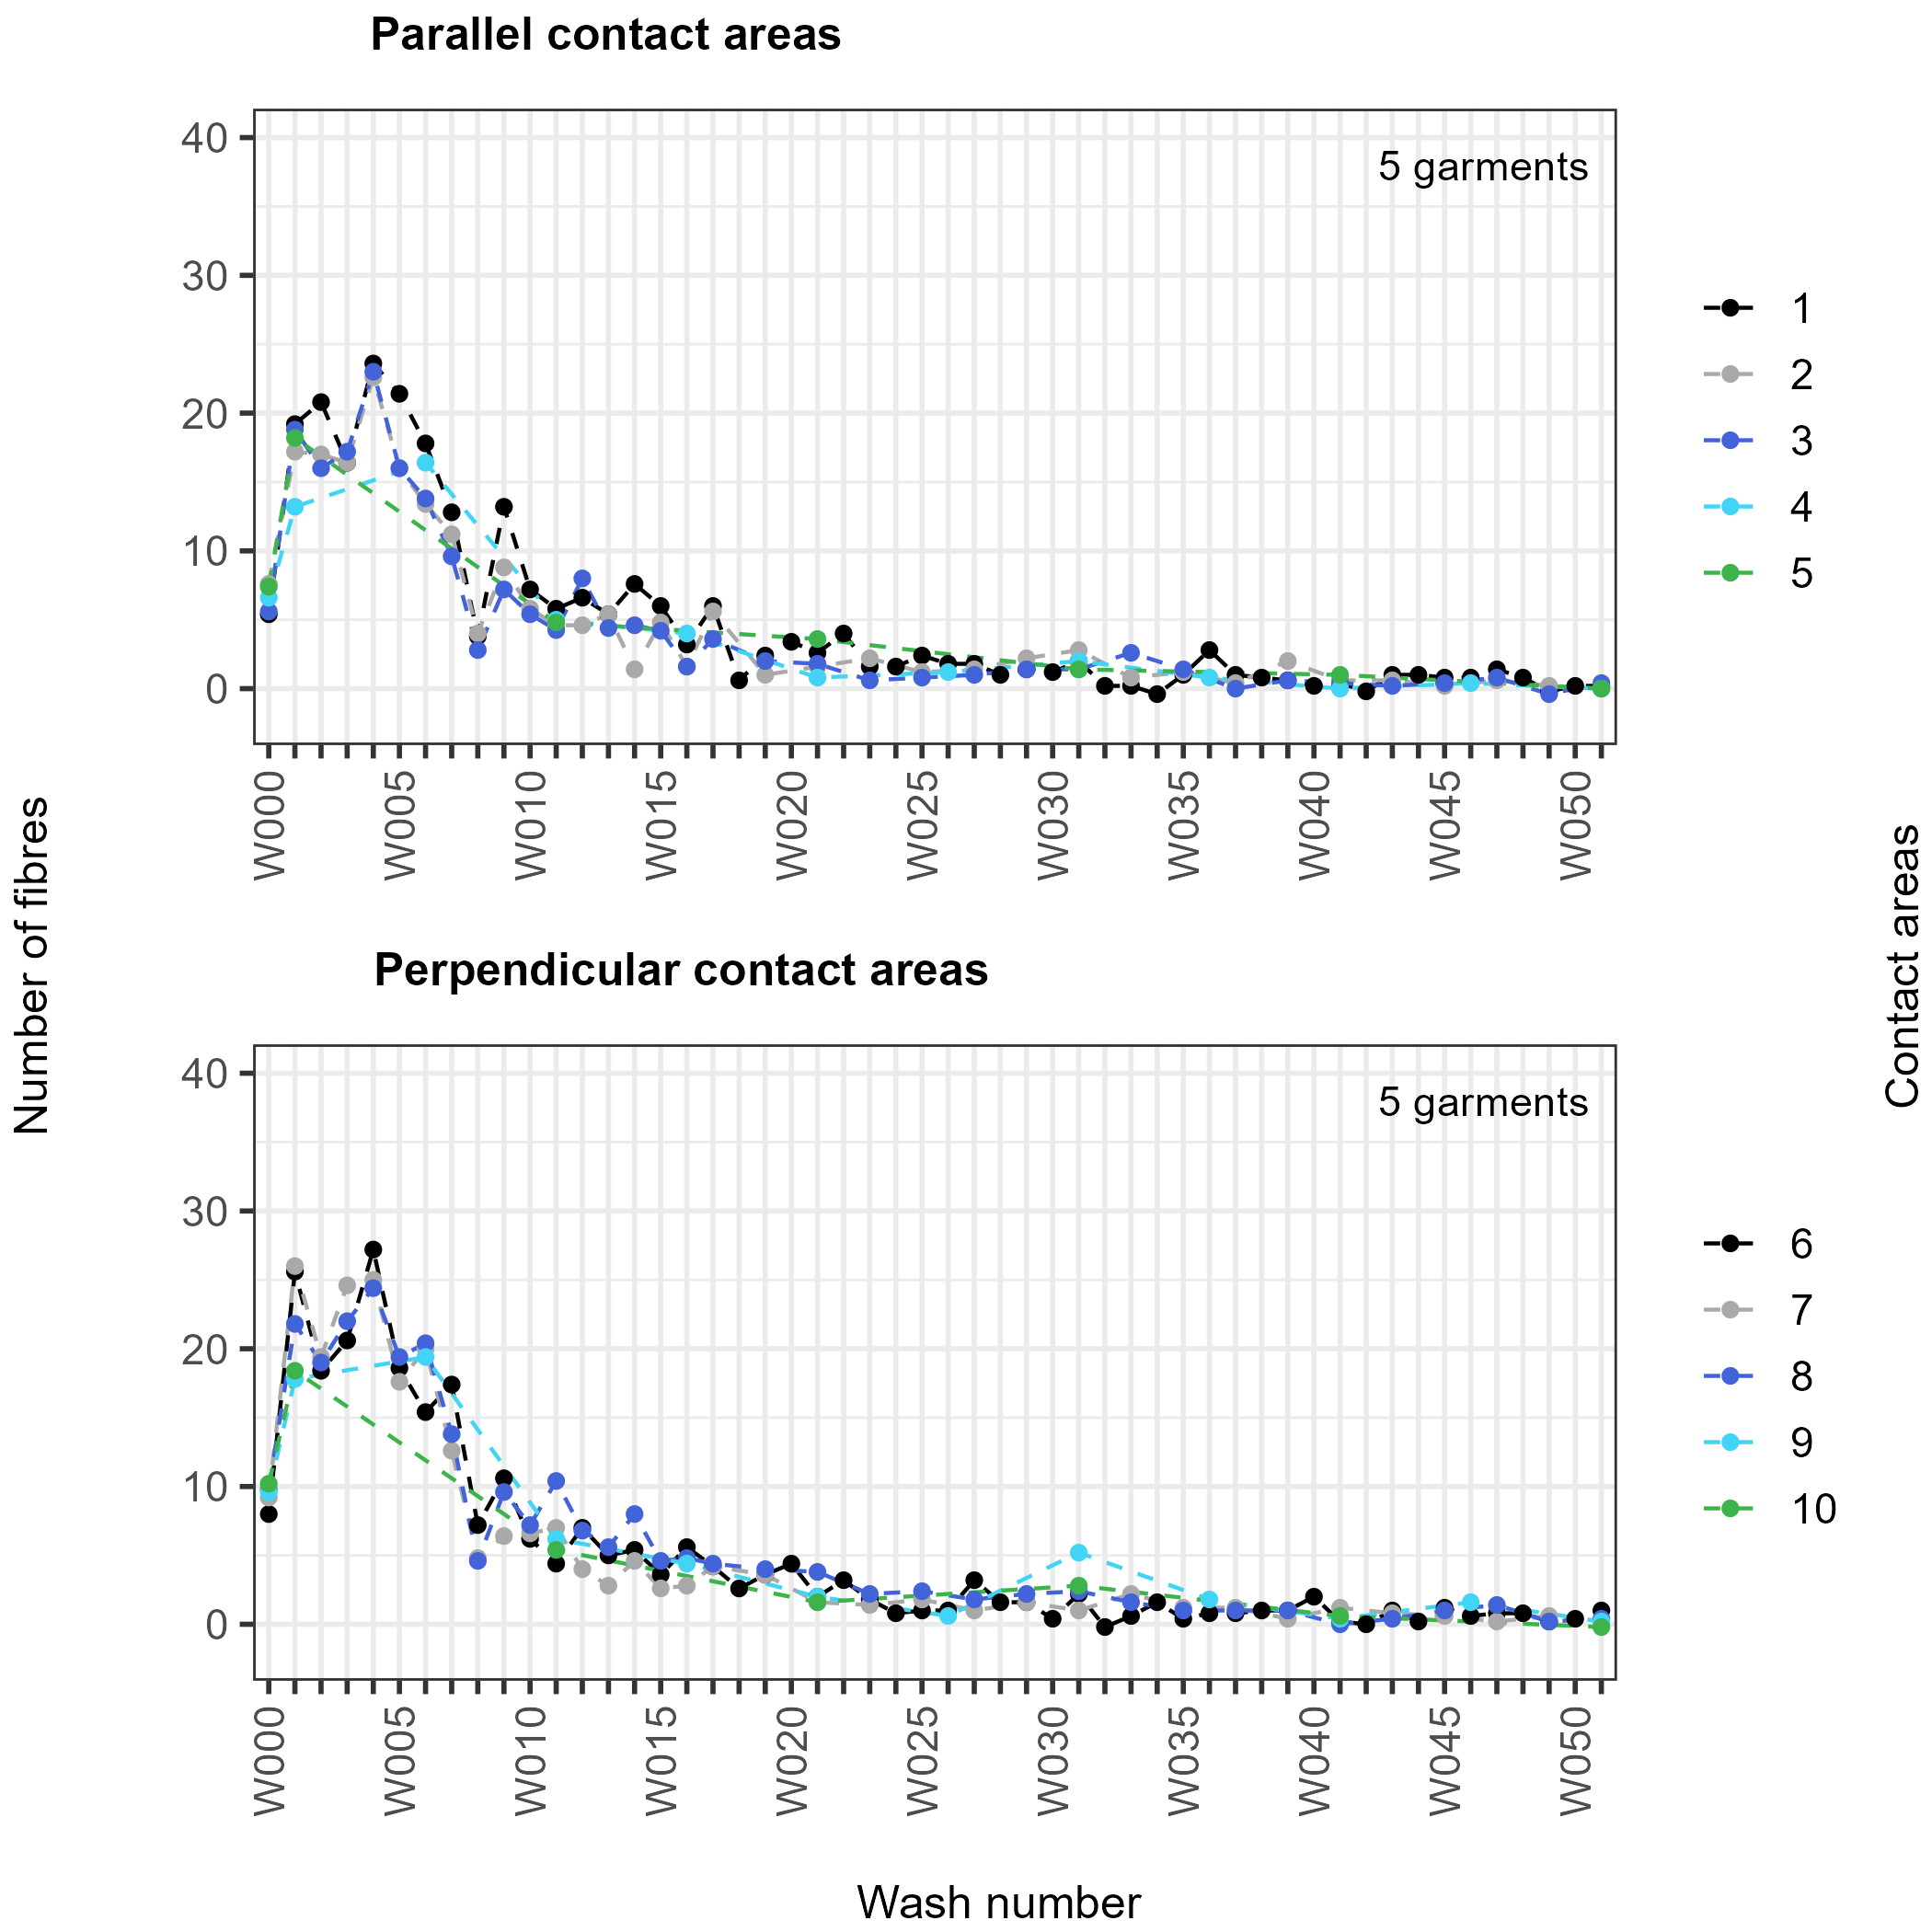 Parallel contact areas
40
30
20
10
0
5 garments
W000
W005
W010
W015
W020
W025
W030
W035
W040
W045
W050
1
2
3
4
5
Number of fibres
Contact areas
Perpendicular contact areas
40
30
20
10
0
5 garments
W000
W005
W010
W015
W020
W025
W030
W035
W040
W045
W050
6
7
8
9
10
Wash number